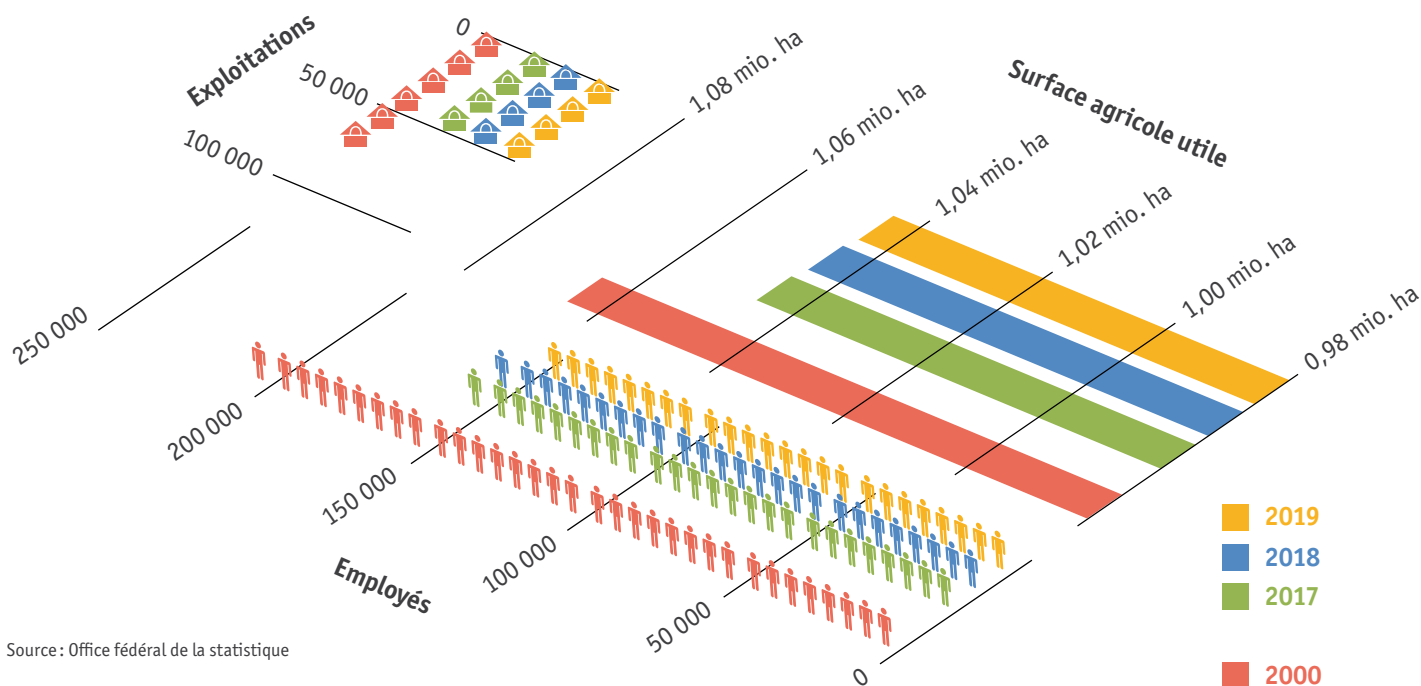 Exploitations
0
50 000
100 000
250 000
200 000
150 000
100 000
50 000
0
Employés
1,08 mio. ha
1,06 mio. ha
1,04 mio. ha
1,02 mio. ha
1,00 mio. ha
0,98 mio. ha
Surface agricole utile
2019
2018
2017
2000
Source : Office fédéral de la statistique